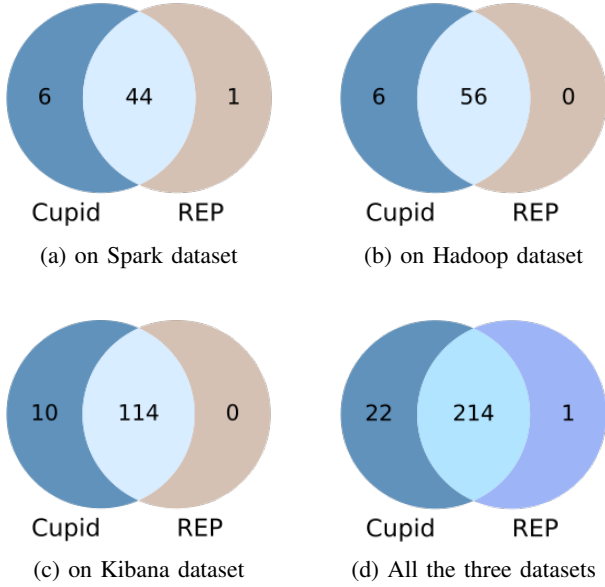 6 44 1
Cupid REP
(a) on Spark dataset
6 56 0
Cupid REP
(b) on Hadoop dataset
10 114 0
Cupid REP
(c) on Kibana dataset
22 214 1
Cupid REP
(d) All the three datasets